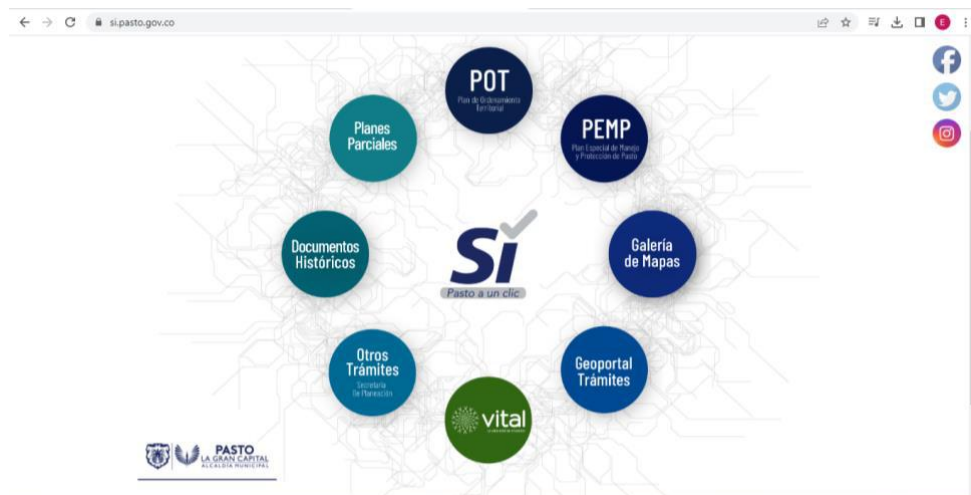 si.pasto.gov.co
E
POT
Plan de Ordenamiento
Territorial
PEMP
Plan Especial de Manejo
y Protección de Pasto
Planes
Parciales
Documentos
Históricos
Sí
Pasto a un clic
Galería
de Mapas
Otros
Trámites
Secretaría
De Planeación
Geoportal
Trámites
vital
PASTO
LA GRAN CAPITAL
ALCALDÍA MUNICIPAL